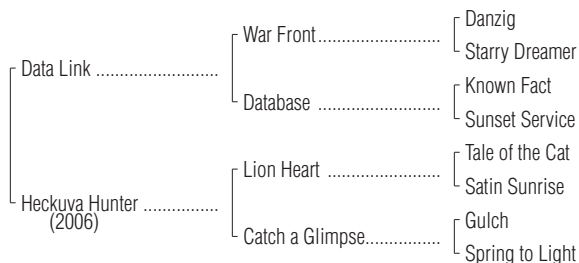 Danzig
War Front..........................
Starry Dreamer
Data Link ..........................
Known Fact
Database ..........................
Sunset Service
Tale of the Cat
Lion Heart ........................
Satin Sunrise
Heckuva Hunter ................
(2006)
Gulch
Catch a Glimpse................
Spring to Light